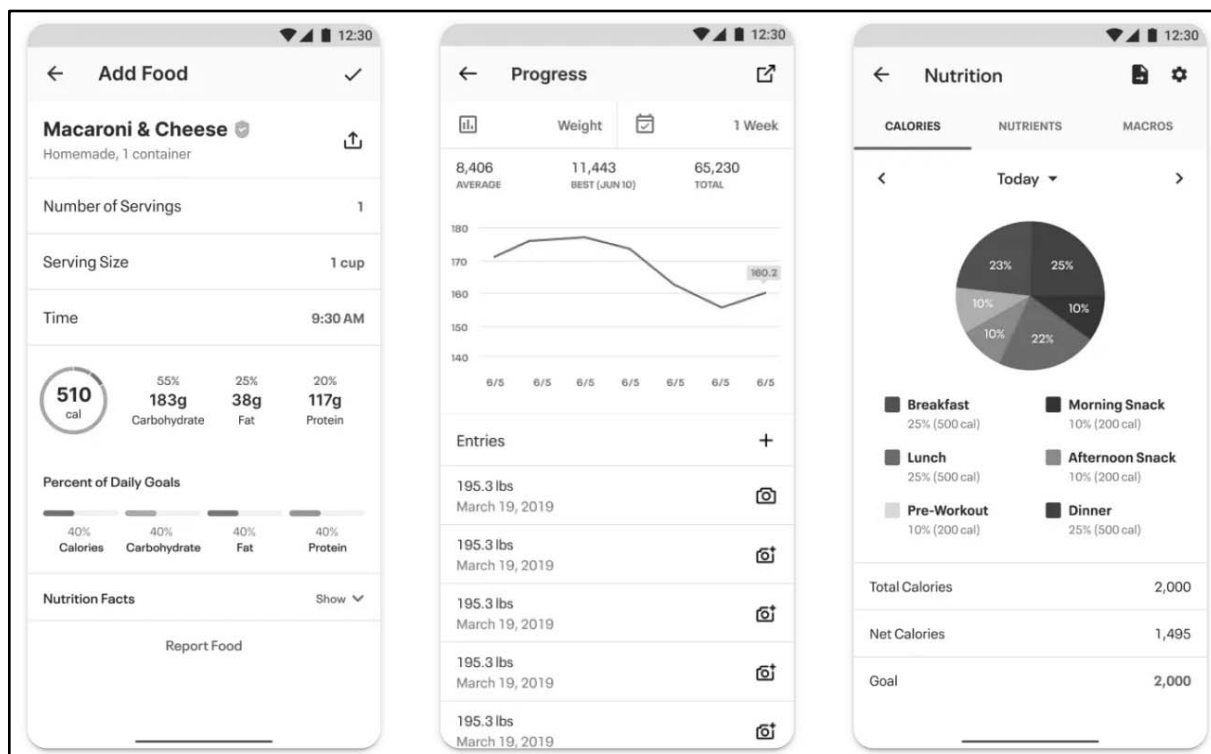 12:30
Add Food
Macaroni & Cheese
Homemade, 1 container
Number of Servings 1
Serving Size 1 cup
Time 9:30 AM
510
cal
55% 25% 20%
183g 38g 117g
Carbohydrate Fat Protein
Percent of Daily Goals
40% 40% 40% 40%
Calories Carbohydrate Fat Protein
Nutrition Facts Show
Report Food
12:30
Progress
Weight 1 Week
8,406 11,443 65,230
AVERAGE BEST (JUN 10) TOTAL
180
170
160.2
160
150
140
6/5 6/5 6/5 6/5 6/5 6/5 6/5
Entries +
195.3 lbs
March 19, 2019
195.3 lbs
March 19, 2019
195.3 lbs
March 19, 2019
195.3 lbs
March 19, 2019
195.3 lbs
March 19, 2019
12:30
Nutrition
CALORIES NUTRIENTS MACROS
Today
23% 25%
10% 10%
10% 22%
Breakfast Morning Snack
25% (500 cal) 10% (200 cal)
Lunch Afternoon Snack
25% (500 cal) 10% (200 cal)
Pre-Workout Dinner
10% (200 cal) 25% (500 cal)
Total Calories 2,000
Net Calories 1,495
Goal 2,000